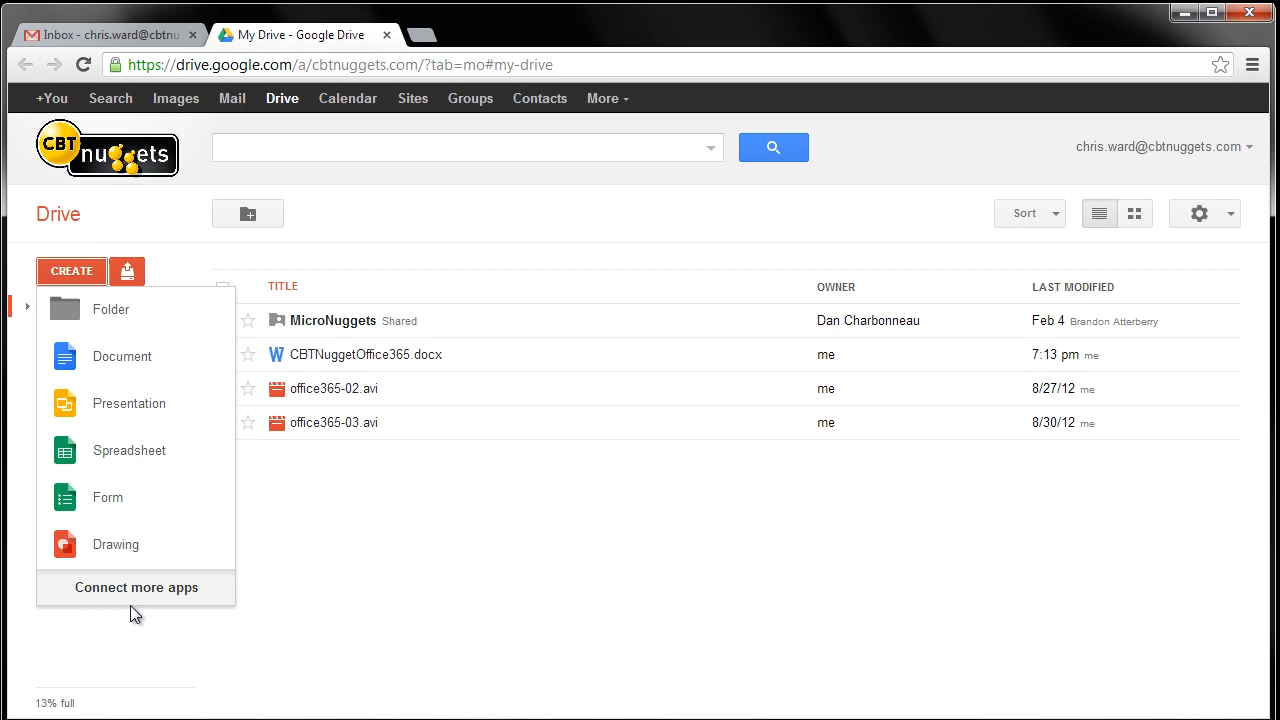 Inbox - chris.ward@cbtnu
My Drive - Google Drive
https://drive.google.com/a/cbtnuggets.com/?tab=mo#my-drive
+You Search Images Mail Drive Calendar Sites Groups Contacts More
CBT nuggets
chris.ward@cbtnuggets.com
Drive
Sort
CREATE
TITLE OWNER LAST MODIFIED
Folder
MicroNuggets Shared Dan Charbonneau Feb 4 Brandon Atterberry
Document
CBTNuggetOffice365.docx me 7:13 pm me
Presentation
office365-02.avi me 8/27/12 me
Spreadsheet
office365-03.avi me 8/30/12 me
Form
Drawing
Connect more apps
13% full